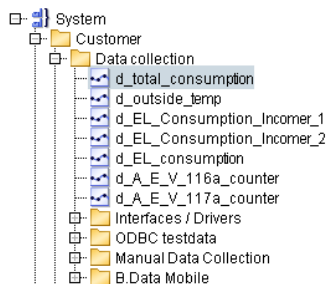 System
Customer
Data collection
d_total_consumption
d_outside_temp
d_EL_Consumption_Incomer_1
d_EL_Consumption_Incomer_2
d_EL_consumption
d_A_E_V_116a_counter
d_A_E_V_117a_counter
Interfaces / Drivers
ODBC testdata
Manual Data Collection
B.Data Mobile